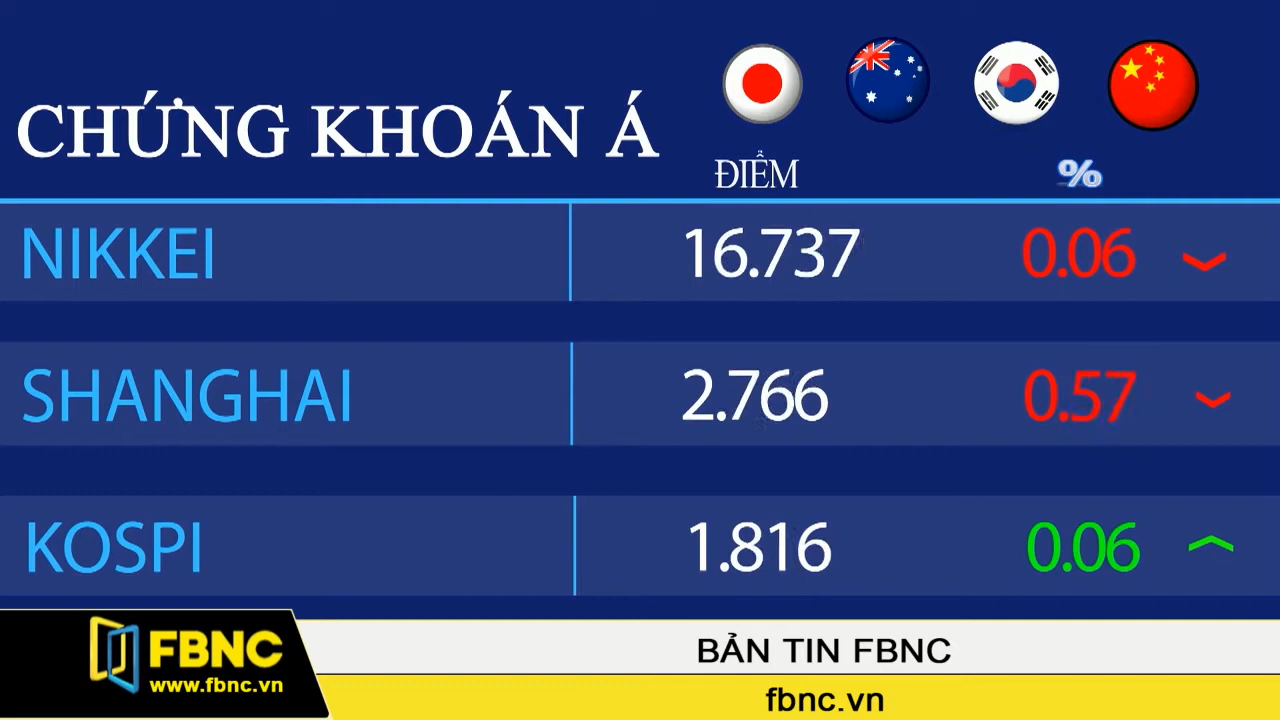 CHỨNG KHOÁN Á
ĐIỂM %
NIKKEI 16.737 0.06
SHANGHAI 2.766 0.57
KOSPI 1.816 0.06
FBNC
www.fbnc.vn
BẢN TIN FBNC
fbnc.vn